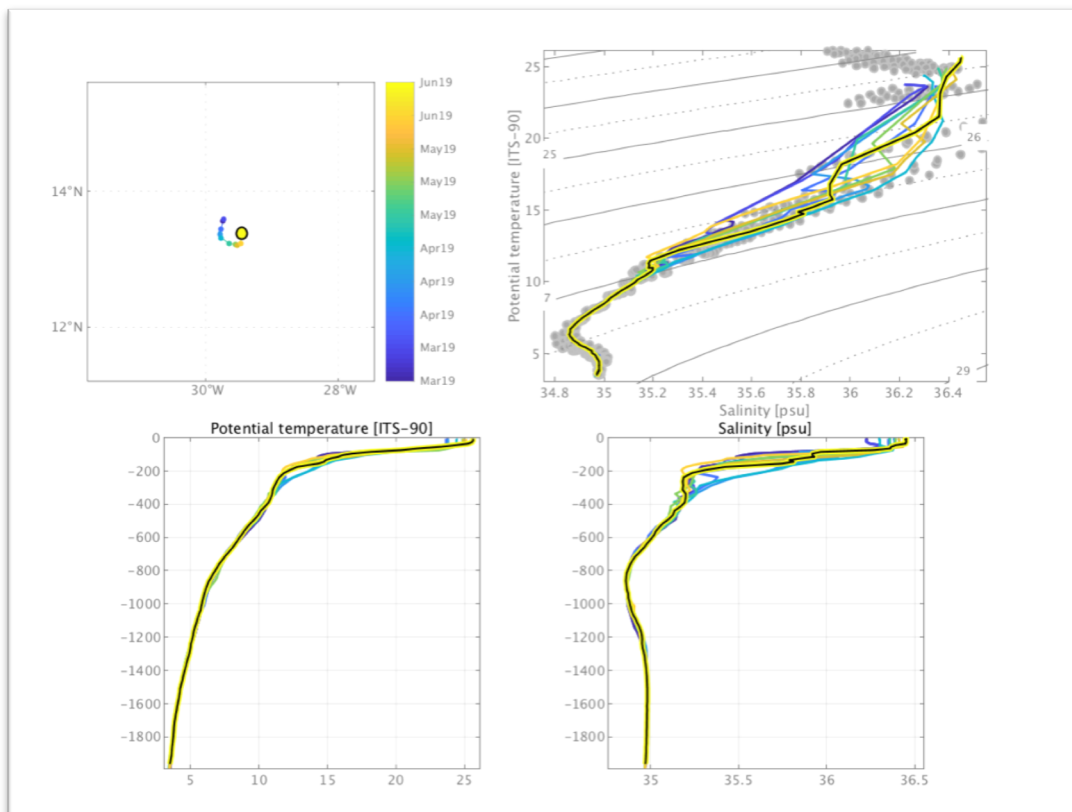 14°N
12°N
30°W
28°W
Jun19
Jun19
May19
May19
May19
Apr19
Apr19
Apr19
Mar19
Mar19
Potential temperature [ITS-90]
25
20
15
10
5
25
26
7
29
34.8
35
35.2
35.4
35.6
35.8
36
36.2
36.4
Salinity [psu]
Potential temperature [ITS-90]
0
-200
-400
-600
-800
-1000
-1200
-1400
-1600
-1800
5
10
15
20
25
Salinity [psu]
0
-200
-400
-600
-800
-1000
-1200
-1400
-1600
-1800
35
35.5
36
36.5